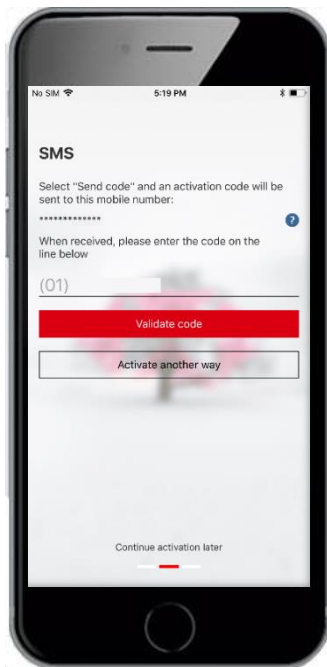 No SIM 5:19 PM
SMS
Select "Send code" and an activation code will be
sent to this mobile number:
*************
?
When received, please enter the code on the
line below
(01)
Validate code
Activate another way
Continue activation later